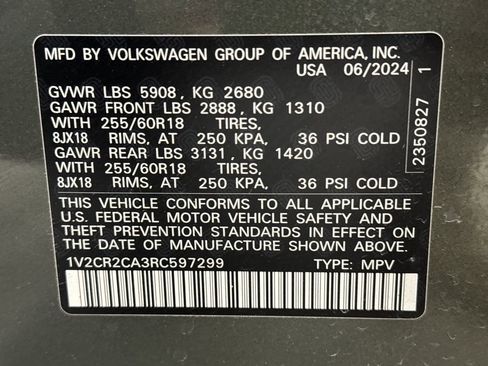 MFD BY VOLKSWAGEN GROUP OF AMERICA, INC.
USA 06/2024
GVWR LBS 5908 , KG 2680
GAWR FRONT LBS 2888 , KG 1310
WITH 255/60R18 TIRES,
8JX18 RIMS, AT 250 KPA, 36 PSI COLD
GAWR REAR LBS 3131 , KG 1420
WITH 255/60R18 TIRES,
8JX18 RIMS, AT 250 KPA, 36 PSI COLD
THIS VEHICLE CONFORMS TO ALL APPLICABLE
U.S. FEDERAL MOTOR VEHICLE SAFETY AND
THEFT PREVENTION STANDARDS IN EFFECT ON
THE DATE OF MANUFACTURE SHOWN ABOVE.
1V2CR2CA3RC597299 TYPE: MPV
2350827 1